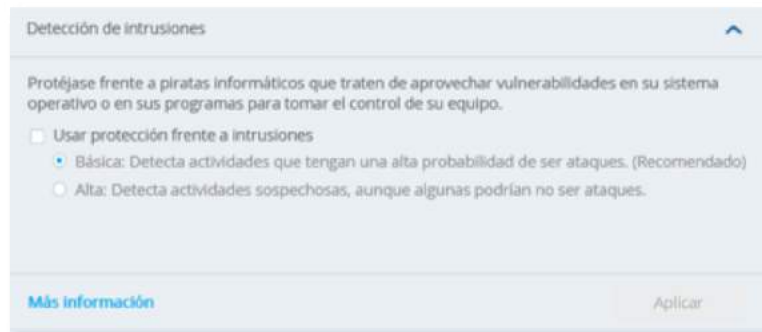 Detección de intrusiones
Protéjase frente a piratas informáticos que traten de aprovechar vulnerabilidades en su sistema
operativo o en sus programas para tomar el control de su equipo.
Usar protección frente a intrusiones
Básica: Detecta actividades que tengan una alta probabilidad de ser ataques. (Recomendado)
Alta: Detecta actividades sospechosas, aunque algunas podrían no ser ataques.
Más información
Aplicar